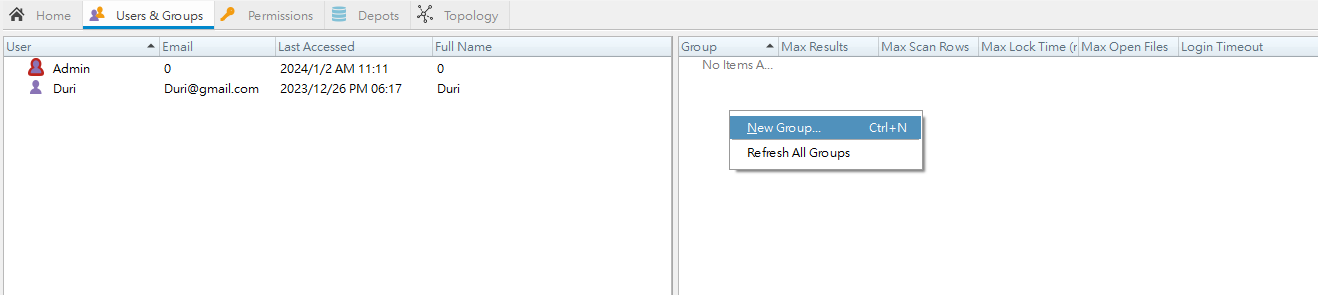 Home Users & Groups Permissions Depots Topology
User Email Last Accessed Full Name
Admin 0 2024/1/2 AM 11:11 0
Duri Duri@gmail.com 2023/12/26 PM 06:17 Duri
Group Max Results Max Scan Rows Max Lock Time (r Max Open Files Login Timeout
No Items A...
New Group... Ctrl+N
Refresh All Groups